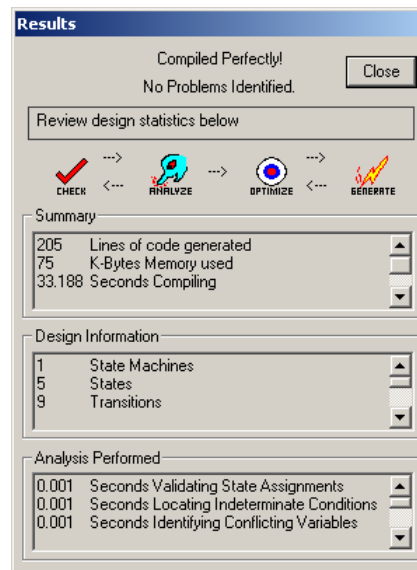 Results
Compiled Perfectly!
No Problems Identified.
Close
Review design statistics below
---> ---> --->
CHECK <--- ANALYZE OPTIMIZE <--- GENERATE
Summary
205 Lines of code generated
75 K-Bytes Memory used
33.188 Seconds Compiling
Design Information
1 State Machines
5 States
9 Transitions
Analysis Performed
0.001 Seconds Validating State Assignments
0.001 Seconds Locating Indeterminate Conditions
0.001 Seconds Identifying Conflicting Variables